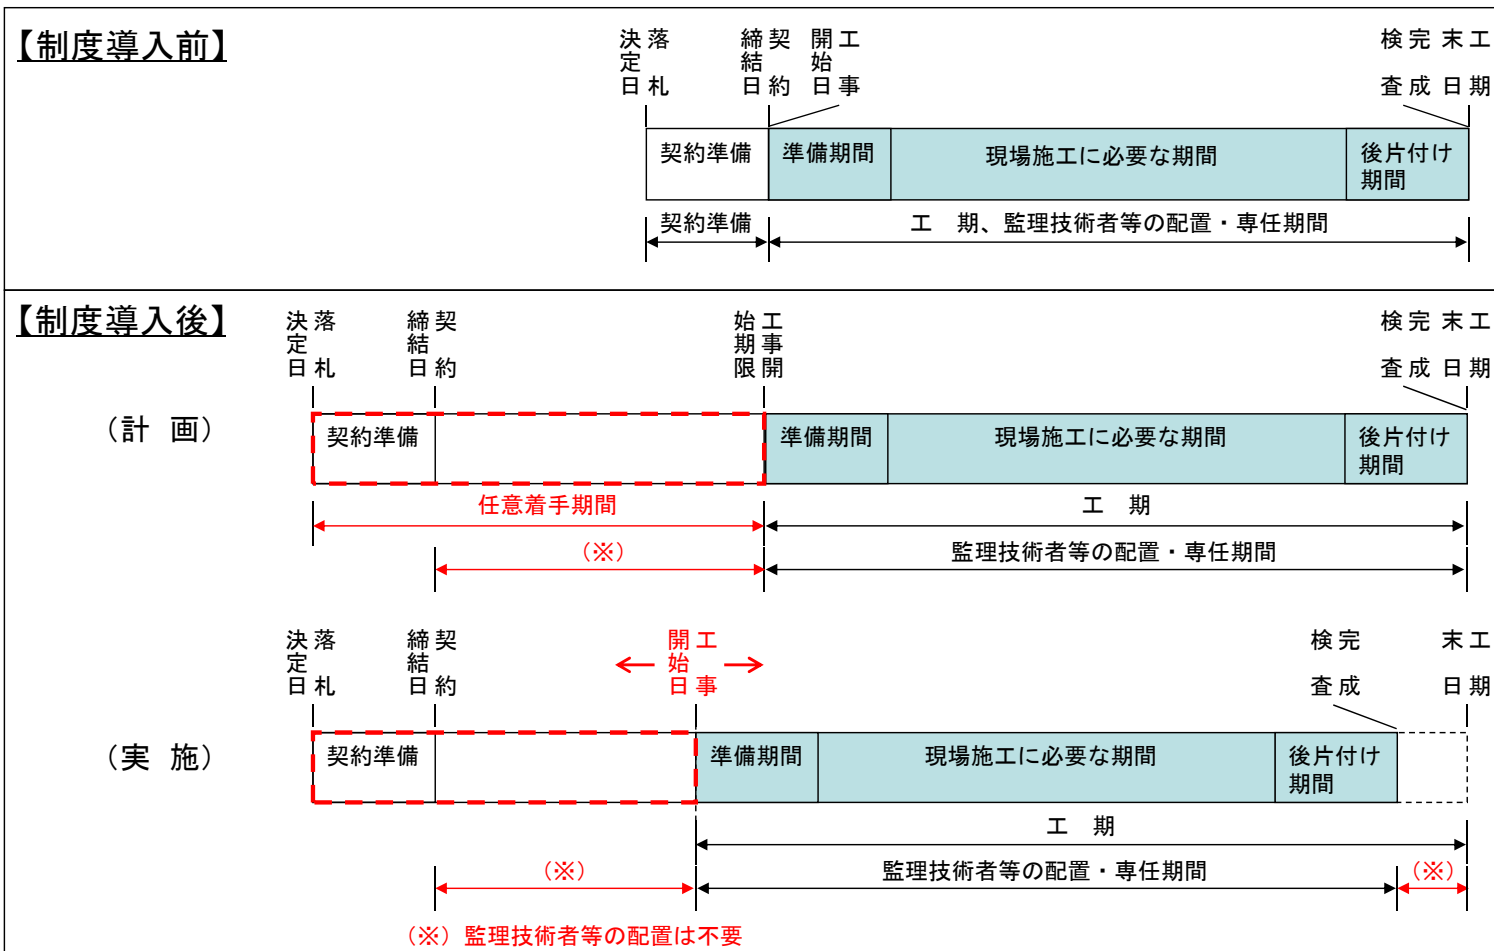 【制度導入前】
落札決定日
契約締結日
工事開始日
完成検査
工期末日
契約準備
準備期間
現場施工に必要な期間
後片付け
期間
契約準備
工　期、監理技術者等の配置・専任期間
【制度導入後】
落札決定日
契約締結日
工事開始期限
完成検査
工期末日
（計　画）
契約準備
準備期間
現場施工に必要な期間
後片付け
期間
任意着手期間
工　期
（※）
監理技術者等の配置・専任期間
落札決定日
契約締結日
工事開始日
完成検査
工期末日
（実　施）
契約準備
準備期間
現場施工に必要な期間
後片付け
期間
工　期
（※）
監理技術者等の配置・専任期間
（※）
（※）監理技術者等の配置は不要